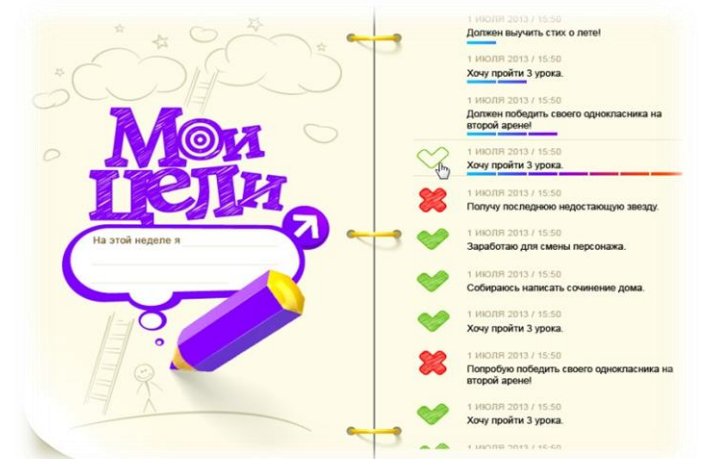 Мои
цели
На этой неделе я
1 ИЮЛЯ 2013 / 15:50
Должен выучить стих о лете!
1 ИЮЛЯ 2013 / 15:50
Хочу пройти 3 урока.
1 ИЮЛЯ 2013 / 15:50
Должен победить своего однокласника на
второй арене!
1 ИЮЛЯ 2013 / 15:50
Хочу пройти 3 урока.
1 ИЮЛЯ 2013 / 15:50
Получу последнюю недостающую звезду.
1 ИЮЛЯ 2013 / 15:50
Заработаю для смены персонажа.
1 ИЮЛЯ 2013 / 15:50
Собираюсь написать сочинение дома.
1 ИЮЛЯ 2013 / 15:50
Хочу пройти 3 урока.
1 ИЮЛЯ 2013 / 15:50
Попробую победить своего однокласника на
второй арене!
1 ИЮЛЯ 2013 / 15:50
Хочу пройти 3 урока.
1 ИЮЛЯ 2013 / 15:50